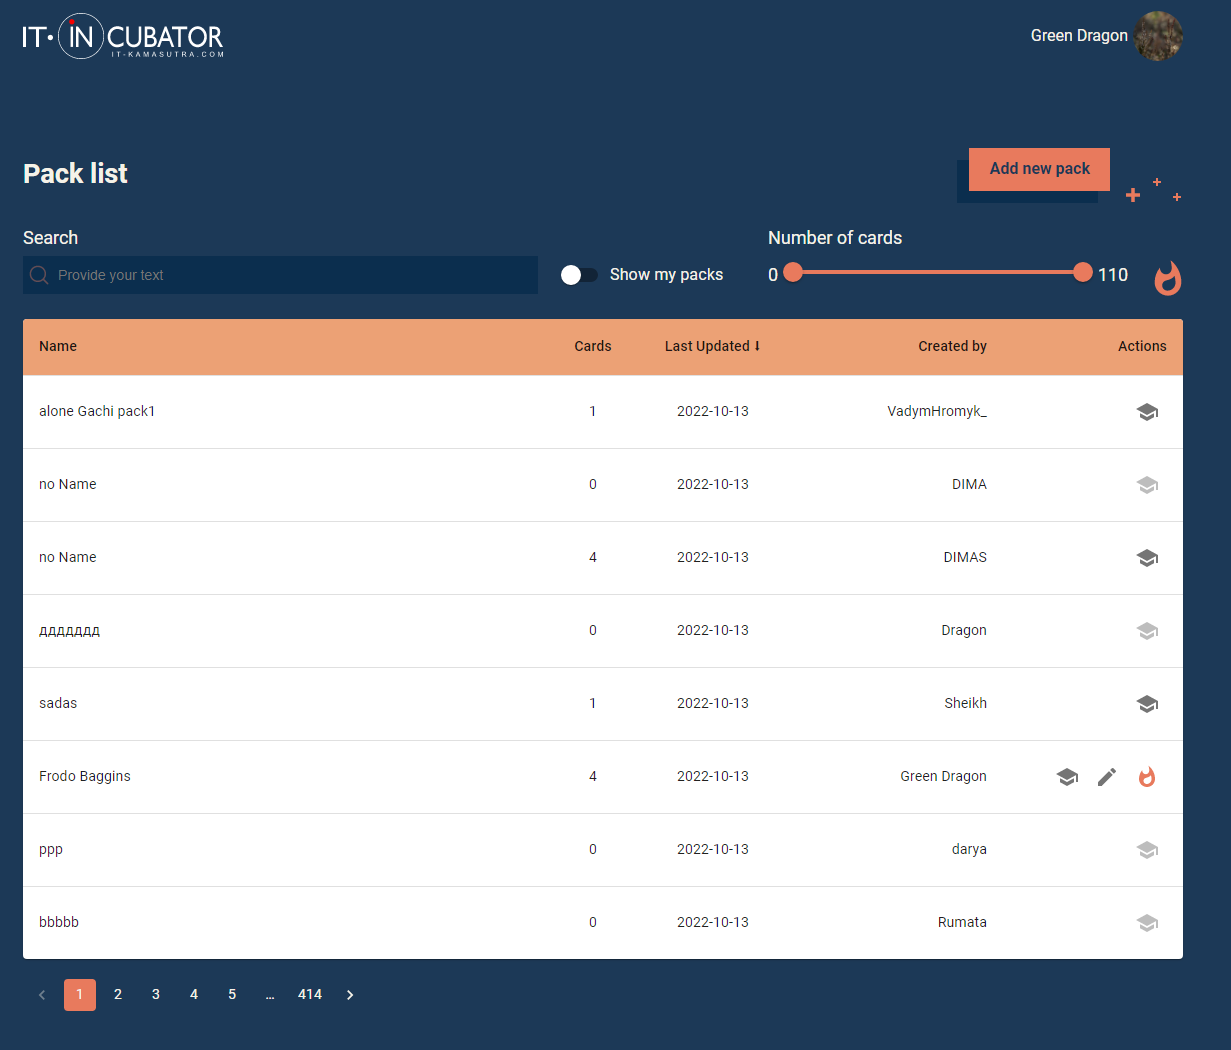 IT·INCUBATOR
IT-KAMASUTRA.COM
Green Dragon
Pack list
Add new pack
Search
Number of cards
Provide your text
Show my packs
0
110
Name Cards Last Updated ⬇ Created by Actions
alone Gachi pack1 1 2022-10-13 VadymHromyk_
no Name 0 2022-10-13 DIMA
no Name 4 2022-10-13 DIMAS
ддддддд 0 2022-10-13 Dragon
sadas 1 2022-10-13 Sheikh
Frodo Baggins 4 2022-10-13 Green Dragon
ppp 0 2022-10-13 darya
bbbbb 0 2022-10-13 Rumata
‹ 1 2 3 4 5 … 414 ›